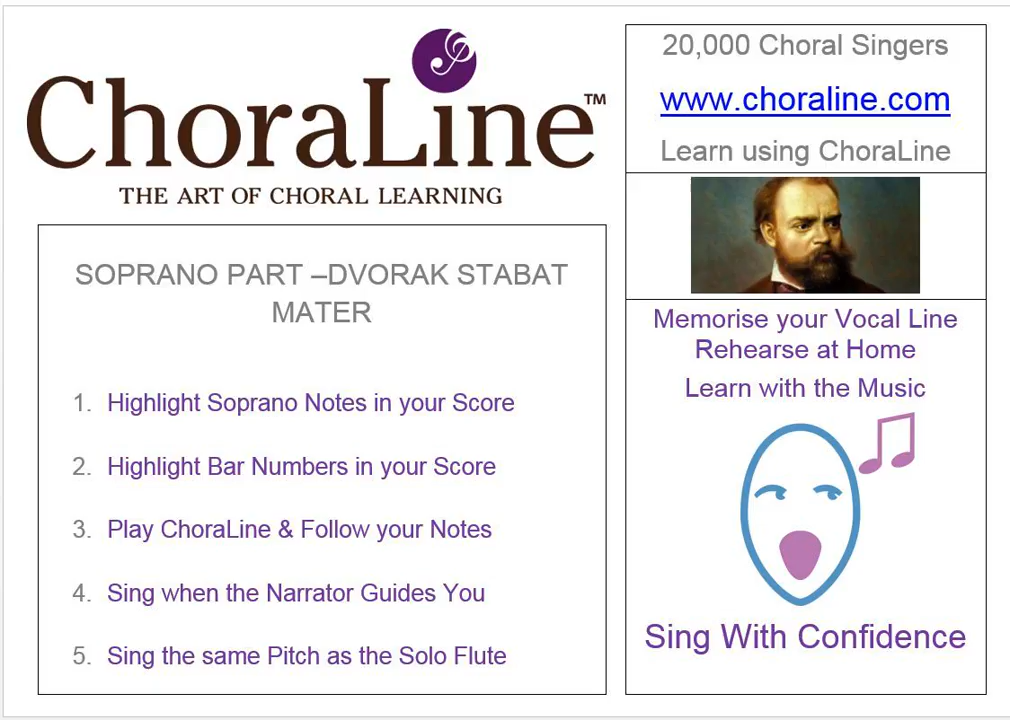 ChoraLine™
THE ART OF CHORAL LEARNING
SOPRANO PART –DVORAK STABAT
MATER
1. Highlight Soprano Notes in your Score
2. Highlight Bar Numbers in your Score
3. Play ChoraLine & Follow your Notes
4. Sing when the Narrator Guides You
5. Sing the same Pitch as the Solo Flute
20,000 Choral Singers
www.choraline.com
Learn using ChoraLine
Memorise your Vocal Line
Rehearse at Home
Learn with the Music
Sing With Confidence